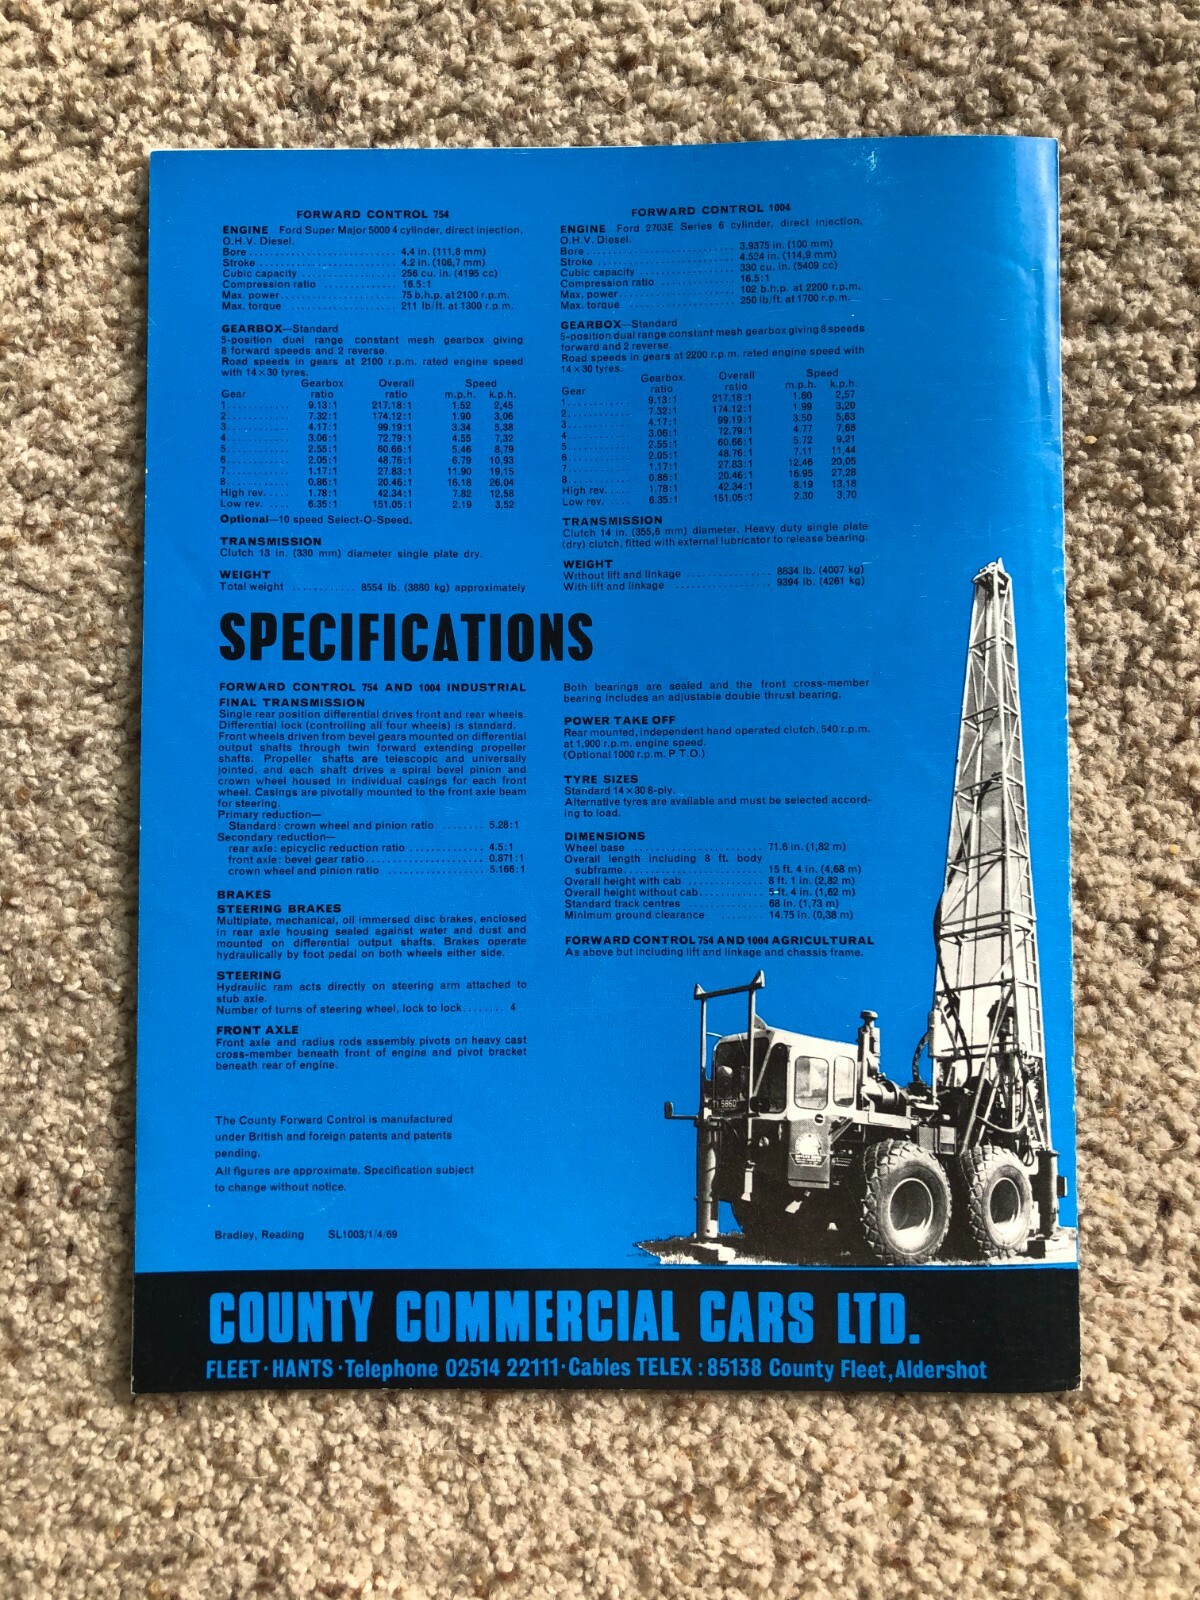 FORWARD CONTROL 754
ENGINE Ford Super Major 5000 4 cylinder, direct injection,
O.H.V. Diesel.
Bore .................... 4.4 in. (111,8 mm)
Stroke .................... 4.2 in. (106,7 mm)
Cubic capacity .................... 256 cu. in. (4195 cc)
Compression ratio .................... 16.5:1
Max. power .................... 75 b.h.p. at 2100 r.p.m.
Max. torque .................... 211 lb/ft. at 1300 r.p.m.
GEARBOX—Standard
5-position dual range constant mesh gearbox giving
8 forward speeds and 2 reverse.
Road speeds in gears at 2100 r.p.m. rated engine speed
with 14×30 tyres.
Gearbox Overall Speed
Gear ratio ratio m.p.h. k.p.h.
1 ............ 9.13:1 217.18:1 1.52 2,45
2 ............ 7.32:1 174.12:1 1.90 3,06
3 ............ 4.17:1 99.19:1 3.34 5,38
4 ............ 3.06:1 72.79:1 4.55 7,32
5 ............ 2.55:1 60.66:1 5.46 8,79
6 ............ 2.05:1 48.76:1 6.79 10,93
7 ............ 1.17:1 27.83:1 11.90 19,15
8 ............ 0.86:1 20.46:1 16.18 26,04
High rev. .... 1.78:1 42.34:1 7.82 12,58
Low rev. .... 6.35:1 151.05:1 2.19 3,52
Optional—10 speed Select-O-Speed.
TRANSMISSION
Clutch 13 in. (330 mm) diameter single plate dry.
WEIGHT
Total weight ............ 8554 lb. (3880 kg) approximately
FORWARD CONTROL 1004
ENGINE Ford 2703E Series 6 cylinder, direct injection,
O.H.V. Diesel.
Bore .................... 3.9375 in. (100 mm)
Stroke .................... 4.524 in. (114,9 mm)
Cubic capacity .................... 330 cu. in. (5409 cc)
Compression ratio .................... 16.5:1
Max. power .................... 102 b.h.p. at 2200 r.p.m.
Max. torque .................... 250 lb/ft. at 1700 r.p.m.
GEARBOX—Standard
5-position dual range constant mesh gearbox giving 8 speeds
forward and 2 reverse.
Road speeds in gears at 2200 r.p.m. rated engine speed with
14×30 tyres.
Gearbox Overall Speed
Gear ratio ratio m.p.h. k.p.h.
1 ............ 9.13:1 217.18:1 1.60 2,57
2 ............ 7.32:1 174.12:1 1.99 3,20
3 ............ 4.17:1 99.19:1 3.50 5,63
4 ............ 3.06:1 72.79:1 4.77 7,68
5 ............ 2.55:1 60.66:1 5.72 9,21
6 ............ 2.05:1 48.76:1 7.11 11,44
7 ............ 1.17:1 27.83:1 12.46 20,05
8 ............ 0.86:1 20.46:1 16.95 27,28
High rev. .... 1.78:1 42.34:1 8.19 13,18
Low rev. .... 6.35:1 151.05:1 2.30 3,70
TRANSMISSION
Clutch 14 in. (355,6 mm) diameter. Heavy duty single plate
(dry) clutch, fitted with external lubricator to release bearing.
WEIGHT
Without lift and linkage ................ 8834 lb. (4007 kg)
With lift and linkage ................ 9394 lb. (4261 kg)
SPECIFICATIONS
FORWARD CONTROL 754 AND 1004 INDUSTRIAL
FINAL TRANSMISSION
Single rear position differential drives front and rear wheels.
Differential lock (controlling all four wheels) is standard.
Front wheels driven from bevel gears mounted on differential
output shafts through twin forward extending propeller
shafts. Propeller shafts are telescopic and universally
jointed, and each shaft drives a spiral bevel pinion and
crown wheel housed in individual casings for each front
wheel. Casings are pivotally mounted to the front axle beam
for steering.
Primary reduction—
Standard: crown wheel and pinion ratio ........ 5.28:1
Secondary reduction—
rear axle: epicyclic reduction ratio ............ 4.5:1
front axle: bevel gear ratio .................... 0.871:1
crown wheel and pinion ratio ................ 5.166:1
BRAKES
STEERING BRAKES
Multiplate, mechanical, oil immersed disc brakes, enclosed
in rear axle housing sealed against water and dust and
mounted on differential output shafts. Brakes operate
hydraulically by foot pedal on both wheels either side.
STEERING
Hydraulic ram acts directly on steering arm attached to
stub axle.
Number of turns of steering wheel, lock to lock ........ 4
FRONT AXLE
Front axle and radius rods assembly pivots on heavy cast
cross-member beneath front of engine and pivot bracket
beneath rear of engine.
Both bearings are sealed and the front cross-member
bearing includes an adjustable double thrust bearing.
POWER TAKE OFF
Rear mounted, independent hand operated clutch, 540 r.p.m.
at 1,900 r.p.m. engine speed.
(Optional 1000 r.p.m. P.T.O.)
TYRE SIZES
Standard 14×30 8-ply.
Alternative tyres are available and must be selected accord-
ing to load.
DIMENSIONS
Wheel base .................... 71.6 in. (1,82 m)
Overall length including 8 ft. body
subframe .................... 15 ft. 4 in. (4,68 m)
Overall height with cab ............ 8 ft. 1 in. (2,82 m)
Overall height without cab ............ 5 ft. 4 in. (1,62 m)
Standard track centres ............ 68 in. (1,73 m)
Minimum ground clearance ........ 14.75 in. (0,38 m)
FORWARD CONTROL 754 AND 1004 AGRICULTURAL
As above but including lift and linkage and chassis frame.
The County Forward Control is manufactured
under British and foreign patents and patents
pending.
All figures are approximate. Specification subject
to change without notice.
Bradley, Reading SL1003/1/4/69
COUNTY COMMERCIAL CARS LTD.
FLEET · HANTS · Telephone 02514 22111 · Cables TELEX : 85138 County Fleet, Aldershot